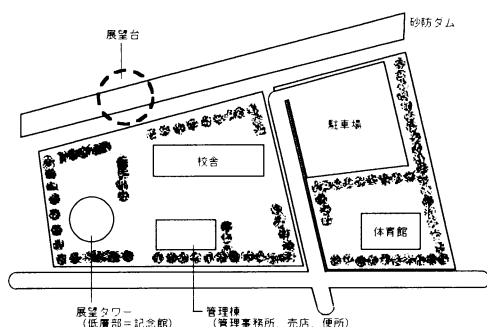 展望台
砂防ダム
駐車場
校舎
体育館
展望タワー
(低層部=記念館)
管理棟
(管理事務所、売店、便所)